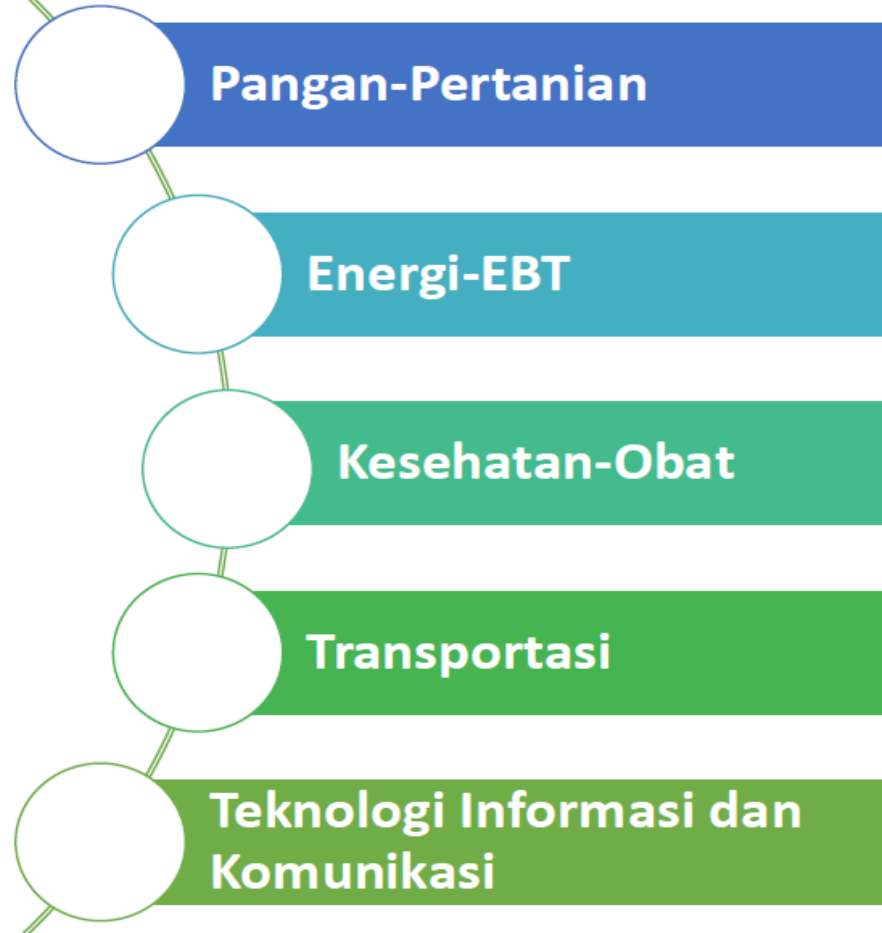 Pangan-Pertanian
Energi-EBT
Kesehatan-Obat
Transportasi
Teknologi Informasi dan
Komunikasi